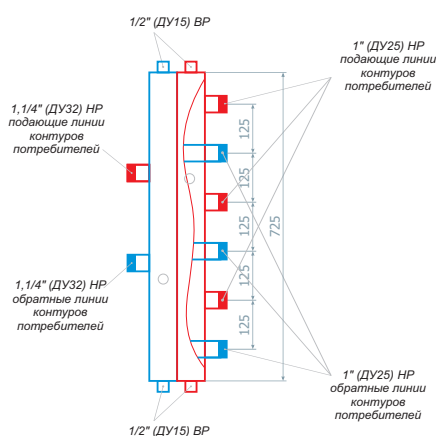 1/2" (ДУ15) ВР
1" (ДУ25) НР
подающие линии
контуров
потребителей
1,1/4" (ДУ32) НР
подающие линии
контуров
потребителей
125
125
125
725
125
125
1,1/4" (ДУ32) НР
обратные линии
контуров
потребителей
1" (ДУ25) НР
обратные линии
контуров
потребителей
1/2" (ДУ15) ВР